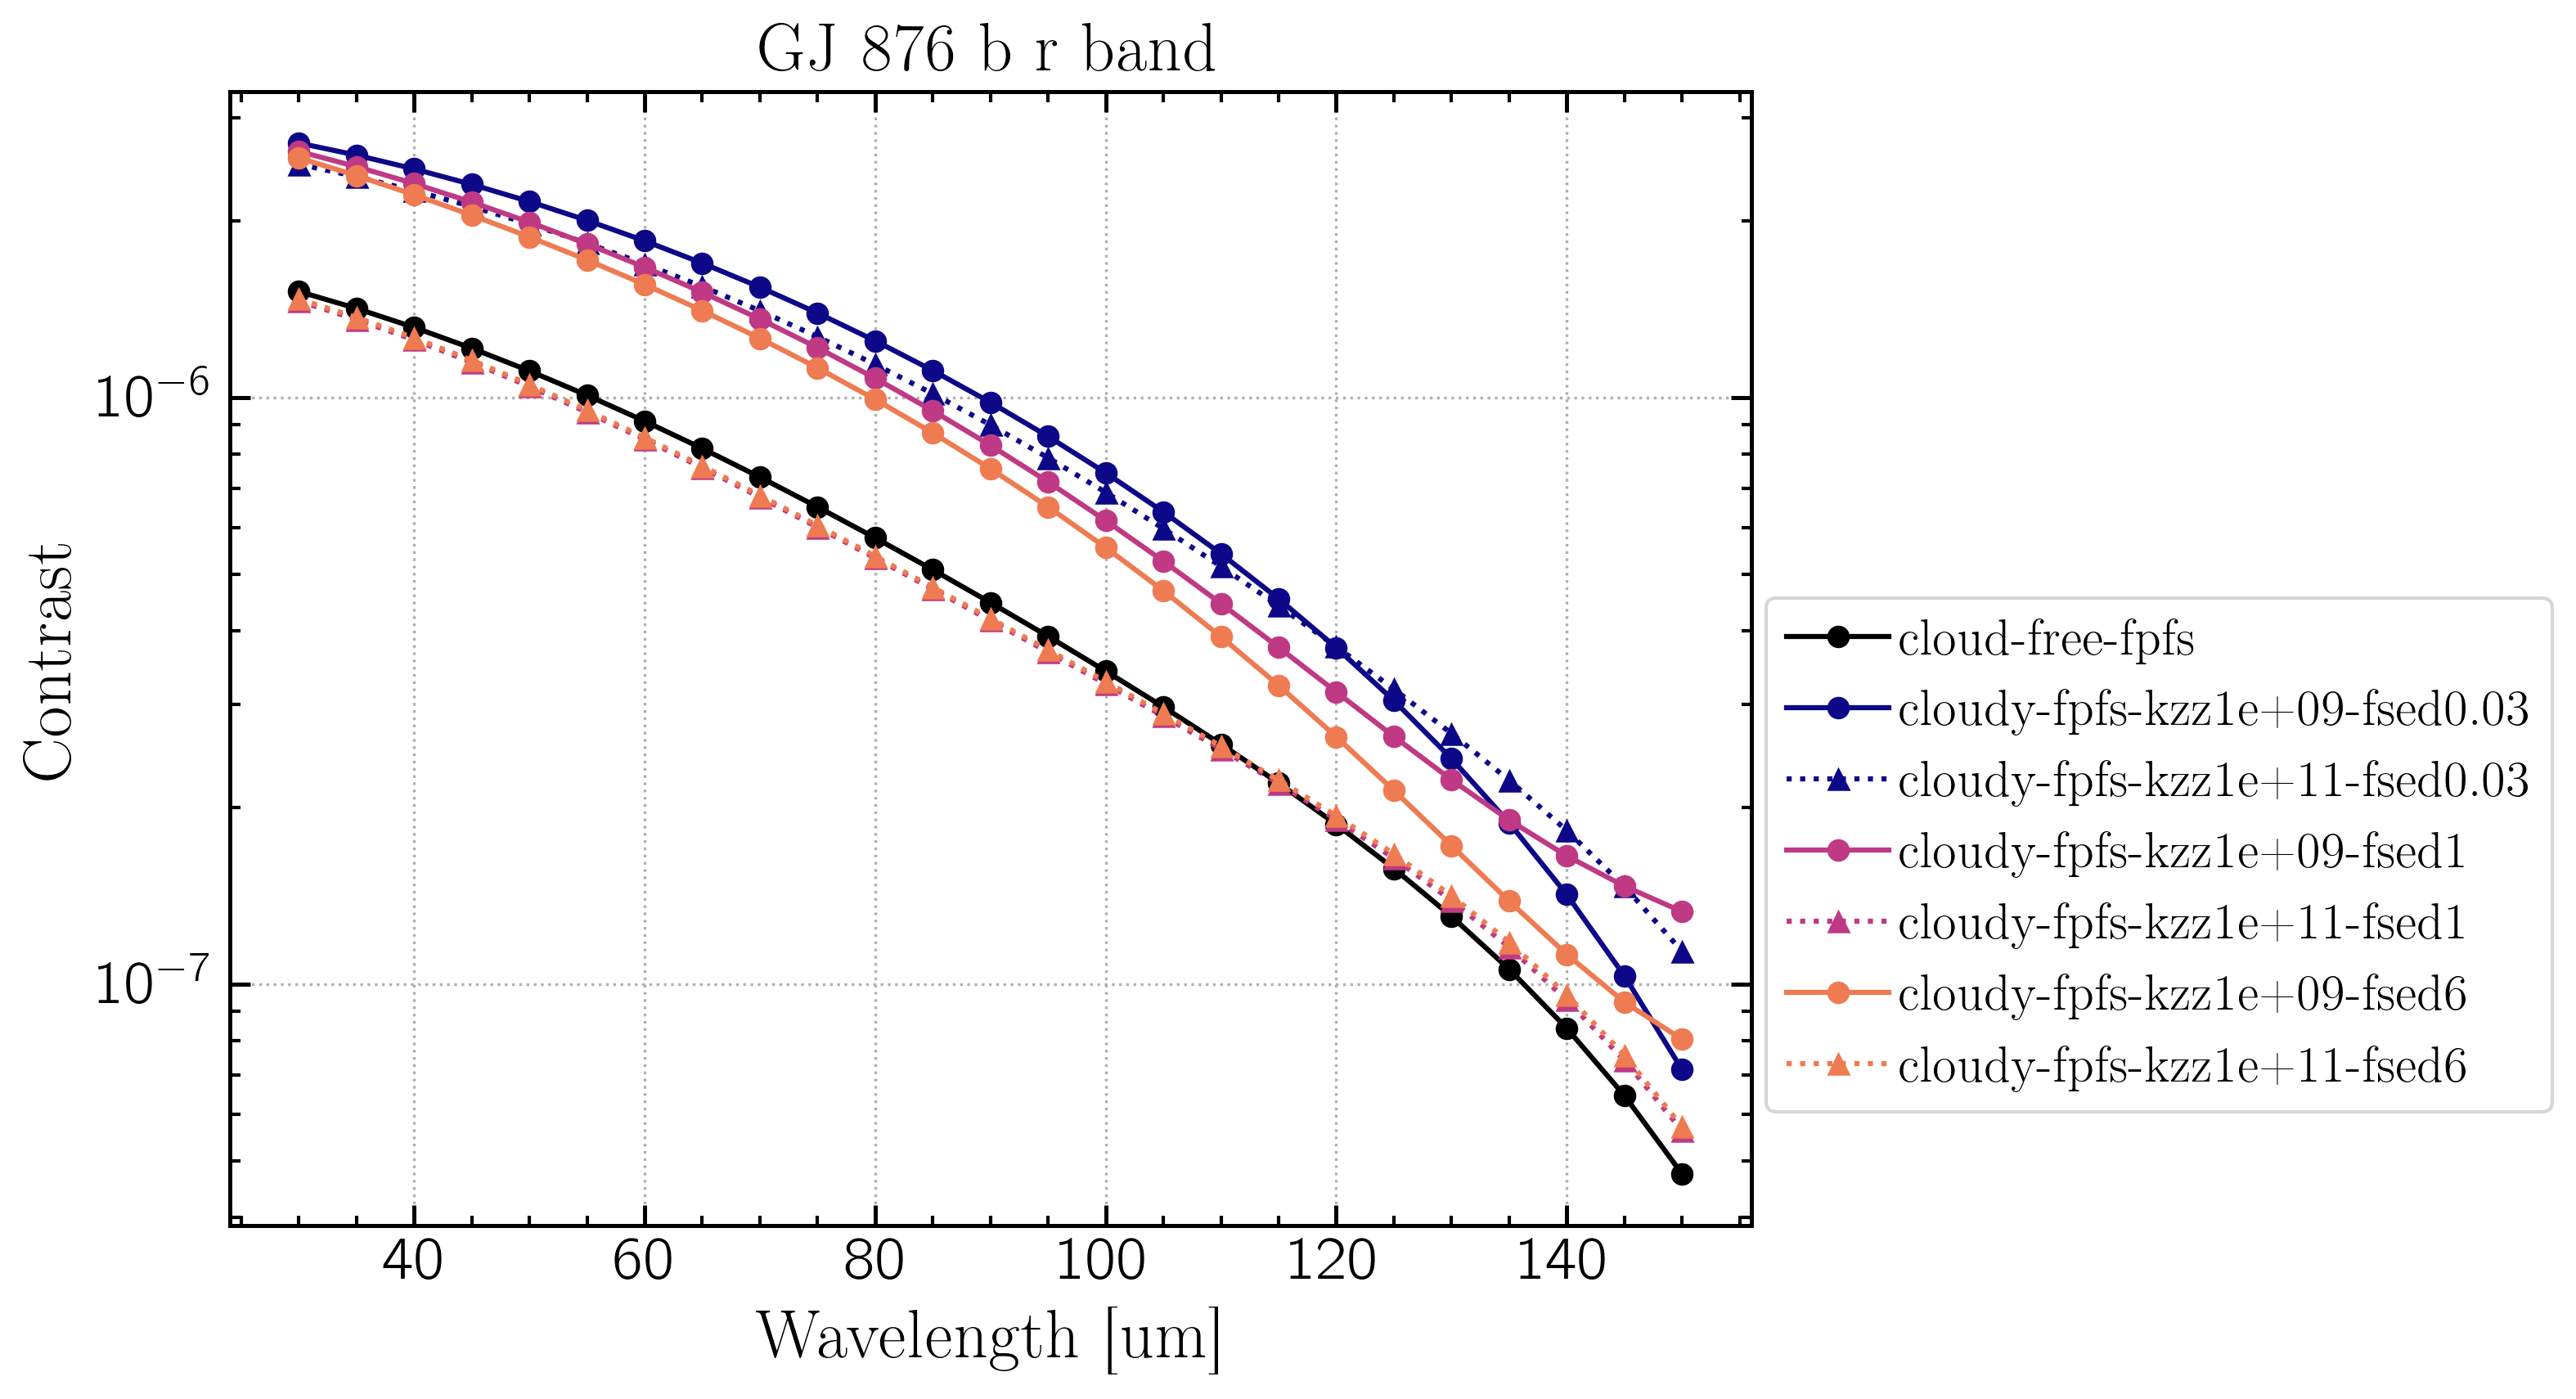 GJ 876 b r band
Contrast
10⁻⁶
10⁻⁷
40 60 80 100 120 140
Wavelength [um]
cloud-free-fpfs
cloudy-fpfs-kzz1e+09-fsed0.03
cloudy-fpfs-kzz1e+11-fsed0.03
cloudy-fpfs-kzz1e+09-fsed1
cloudy-fpfs-kzz1e+11-fsed1
cloudy-fpfs-kzz1e+09-fsed6
cloudy-fpfs-kzz1e+11-fsed6